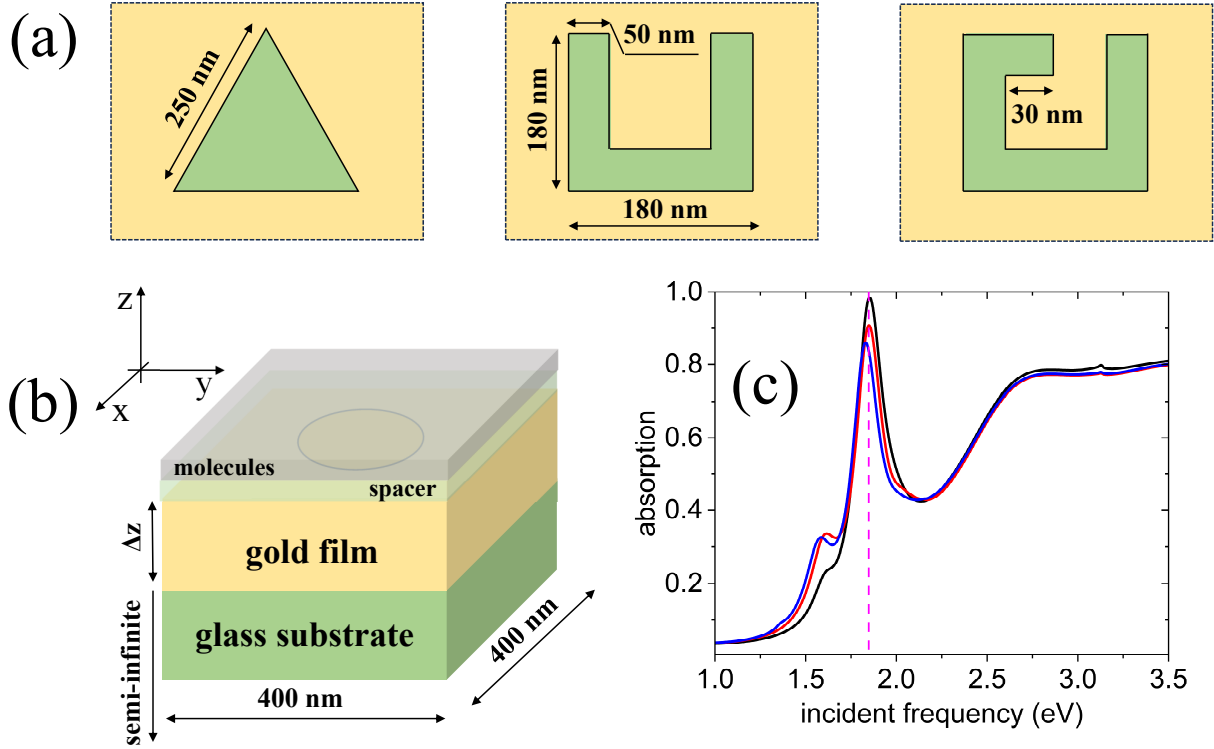 (a)
250 nm
50 nm
180 nm
180 nm
30 nm
(b)
z
y
x
molecules
spacer
Δz
gold film
glass substrate
semi-infinite
400 nm
400 nm
(c)
absorption
1.0
0.8
0.6
0.4
0.2
1.0 1.5 2.0 2.5 3.0 3.5
incident frequency (eV)